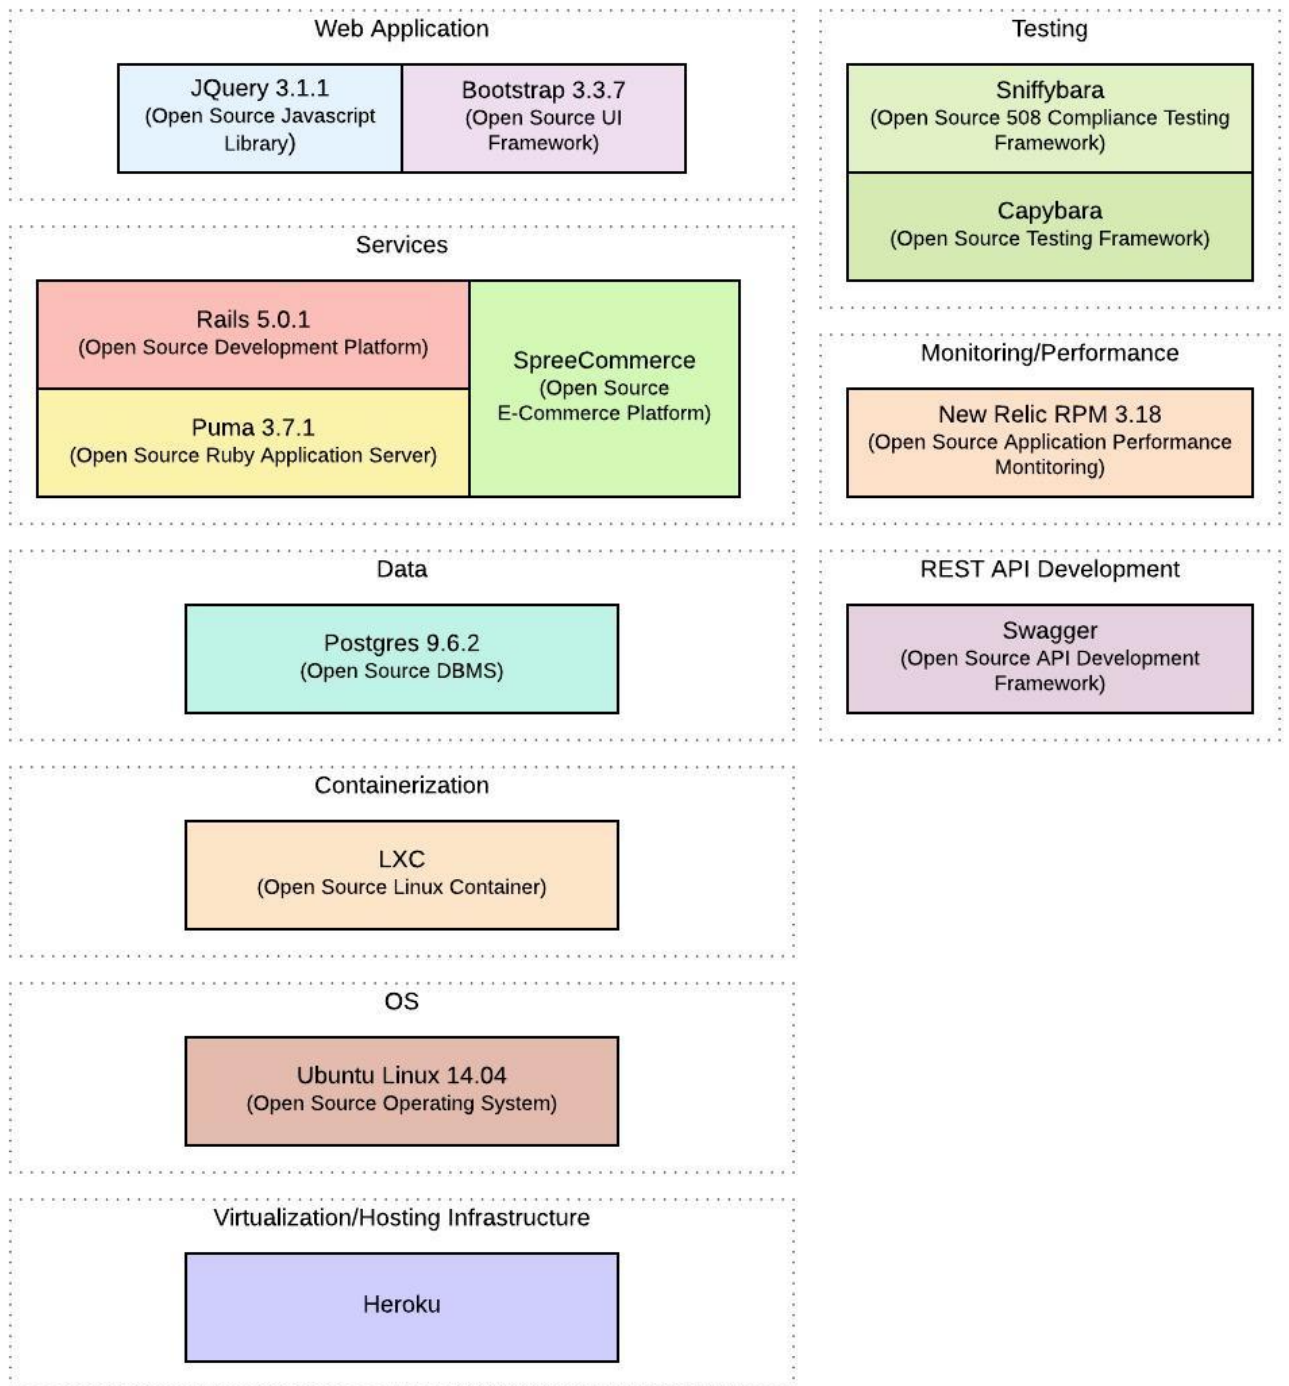 Web Application
JQuery 3.1.1
(Open Source Javascript
Library)
Bootstrap 3.3.7
(Open Source UI
Framework)
Services
Rails 5.0.1
(Open Source Development Platform)
Puma 3.7.1
(Open Source Ruby Application Server)
SpreeCommerce
(Open Source
E-Commerce Platform)
Data
Postgres 9.6.2
(Open Source DBMS)
Containerization
LXC
(Open Source Linux Container)
OS
Ubuntu Linux 14.04
(Open Source Operating System)
Virtualization/Hosting Infrastructure
Heroku
Testing
Sniffybara
(Open Source 508 Compliance Testing
Framework)
Capybara
(Open Source Testing Framework)
Monitoring/Performance
New Relic RPM 3.18
(Open Source Application Performance
Montitoring)
REST API Development
Swagger
(Open Source API Development
Framework)